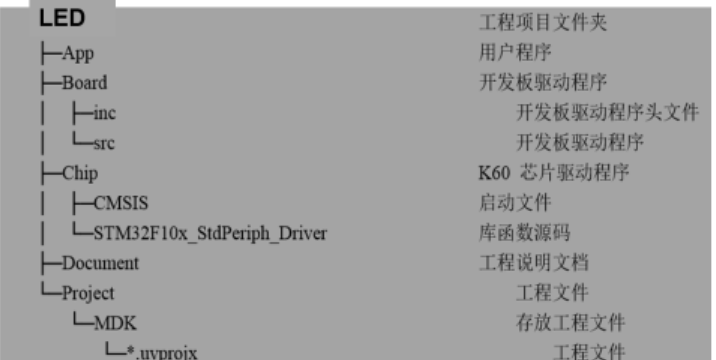 LED 工程项目文件夹
├─App 用户程序
├─Board 开发板驱动程序
│ ├─inc 开发板驱动程序头文件
│ └─src 开发板驱动程序
├─Chip K60 芯片驱动程序
│ ├─CMSIS 启动文件
│ └─STM32F10x_StdPeriph_Driver 库函数源码
├─Document 工程说明文档
└─Project 工程文件
└─MDK 存放工程文件
└─*.uvprojx 工程文件